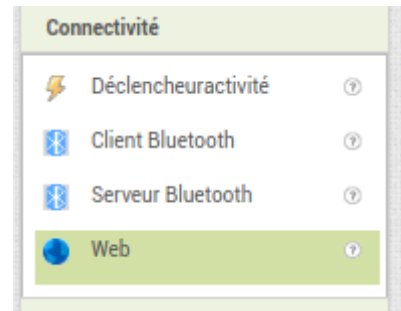 Connectivité
Déclencheuractivité
Client Bluetooth
Serveur Bluetooth
Web